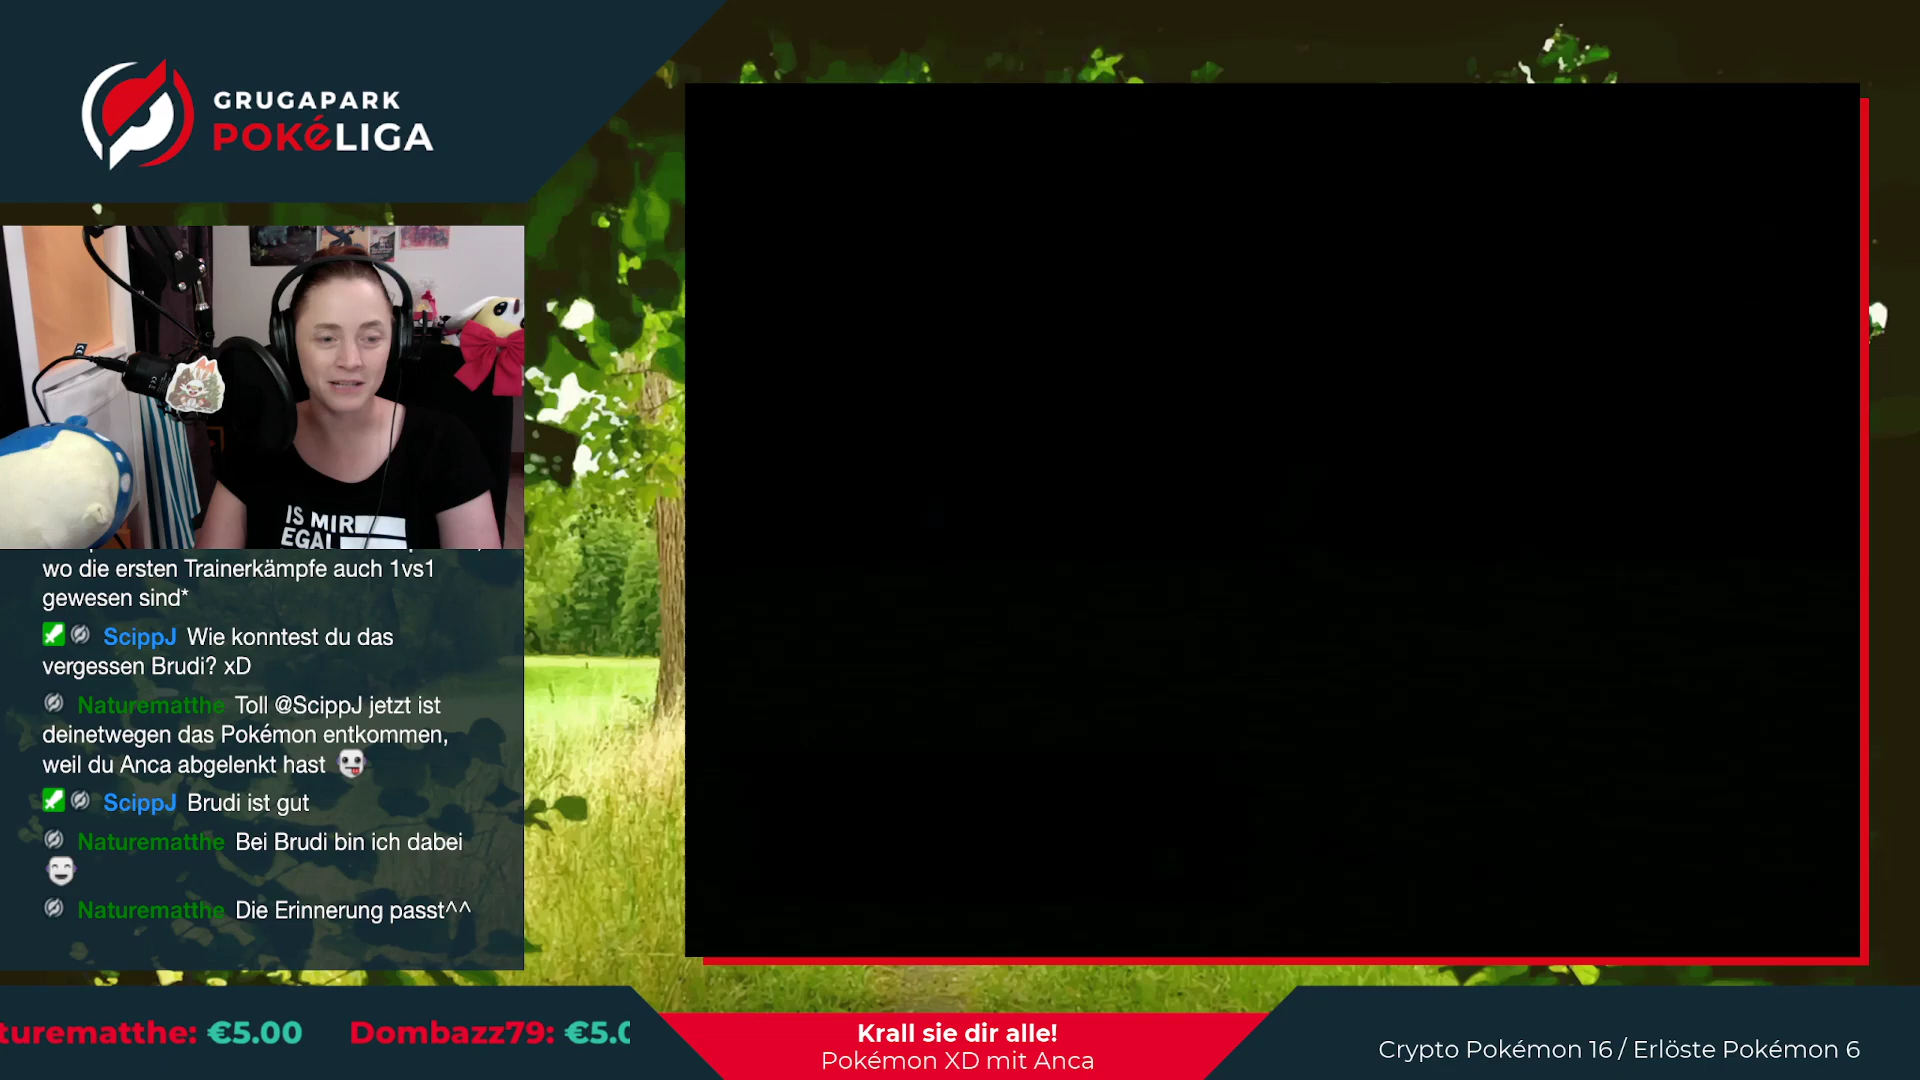 GRUGAPARK
POKéLIGA
IS MIR
EGAL
wo die ersten Trainerkämpfe auch 1vs1
gewesen sind*
ScippJ Wie konntest du das
vergessen Brudi? xD
Naturematthe Toll @ScippJ jetzt ist
deinetwegen das Pokémon entkommen,
weil du Anca abgelenkt hast
ScippJ Brudi ist gut
Naturematthe Bei Brudi bin ich dabei
Naturematthe Die Erinnerung passt^^
turematthe: €5.00 Dombazz79: €5.0
Krall sie dir alle!
Pokémon XD mit Anca
Crypto Pokémon 16 / Erlöste Pokémon 6